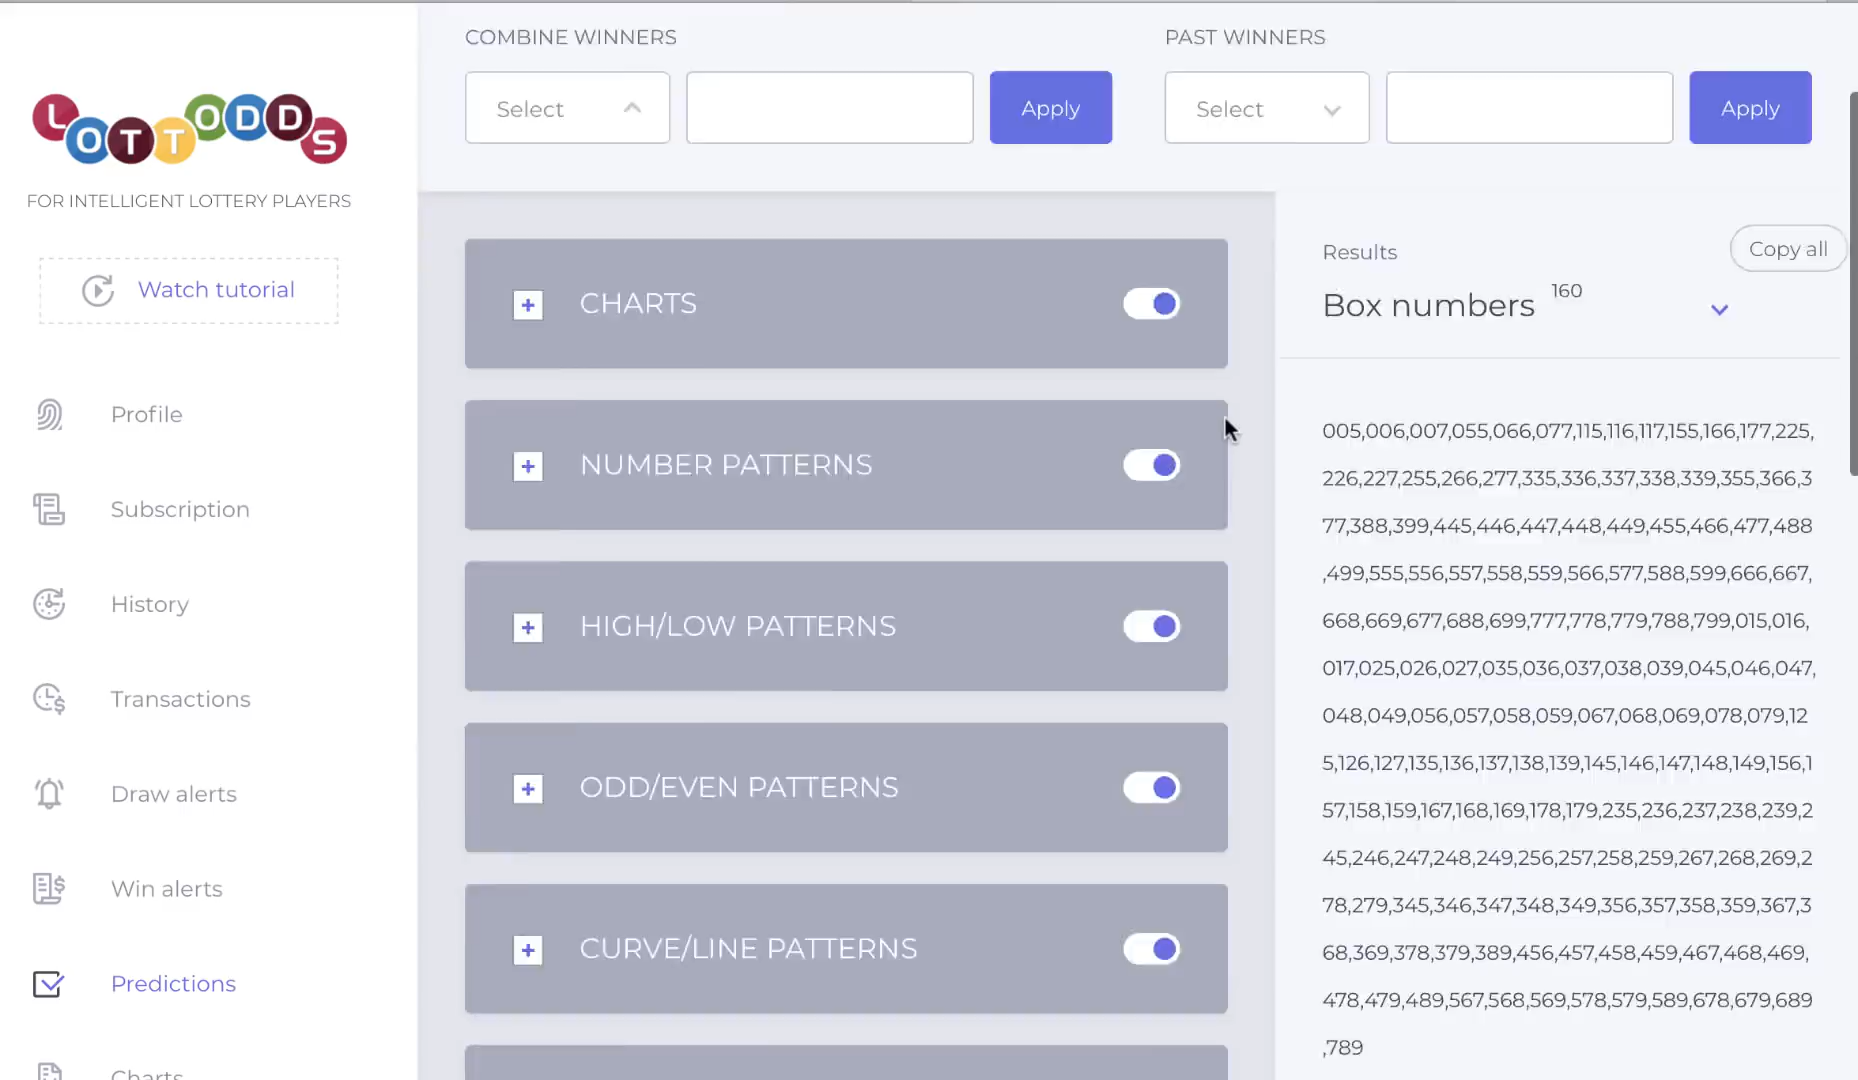 COMBINE WINNERS
PAST WINNERS
Select
Apply
Select
Apply
LOTTODDS
FOR INTELLIGENT LOTTERY PLAYERS
Watch tutorial
Profile
Subscription
History
Transactions
Draw alerts
Win alerts
Predictions
Charts
CHARTS
NUMBER PATTERNS
HIGH/LOW PATTERNS
ODD/EVEN PATTERNS
CURVE/LINE PATTERNS
Results
Copy all
Box numbers 160
005,006,007,055,066,077,115,116,117,155,166,177,225,
226,227,255,266,277,335,336,337,338,339,355,366,3
77,388,399,445,446,447,448,449,455,466,477,488
,499,555,556,557,558,559,566,577,588,599,666,667,
668,669,677,688,699,777,778,779,788,799,015,016,
017,025,026,027,035,036,037,038,039,045,046,047,
048,049,056,057,058,059,067,068,069,078,079,12
5,126,127,135,136,137,138,139,145,146,147,148,149,156,1
57,158,159,167,168,169,178,179,235,236,237,238,239,2
45,246,247,248,249,256,257,258,259,267,268,269,2
78,279,345,346,347,348,349,356,357,358,359,367,3
68,369,378,379,389,456,457,458,459,467,468,469,
478,479,489,567,568,569,578,579,589,678,679,689
,789